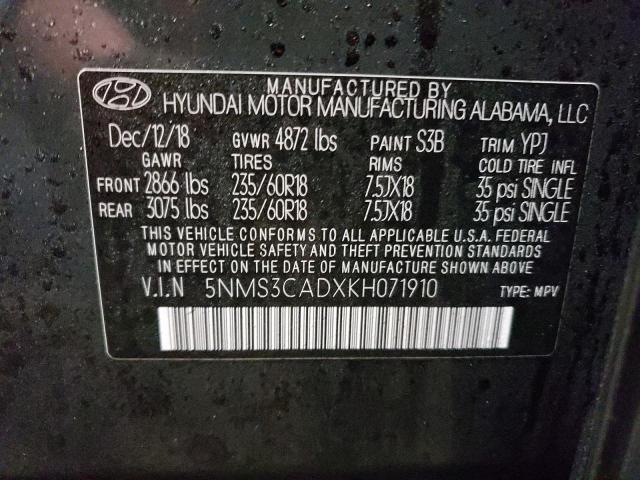 MANUFACTURED BY
HYUNDAI MOTOR MANUFACTURING ALABAMA, LLC
Dec/12/18 GVWR 4872 lbs PAINT S3B TRIM YPJ
GAWR TIRES RIMS COLD TIRE INFL
FRONT 2866 lbs 235/60R18 7.5JX18 35 psi SINGLE
REAR 3075 lbs 235/60R18 7.5JX18 35 psi SINGLE
THIS VEHICLE CONFORMS TO ALL APPLICABLE U.S.A. FEDERAL
MOTOR VEHICLE SAFETY AND THEFT PREVENTION STANDARDS
IN EFFECT ON THE DATE OF MANUFACTURE SHOWN ABOVE.
V.I.N 5NMS3CADXKH071910 TYPE: MPV